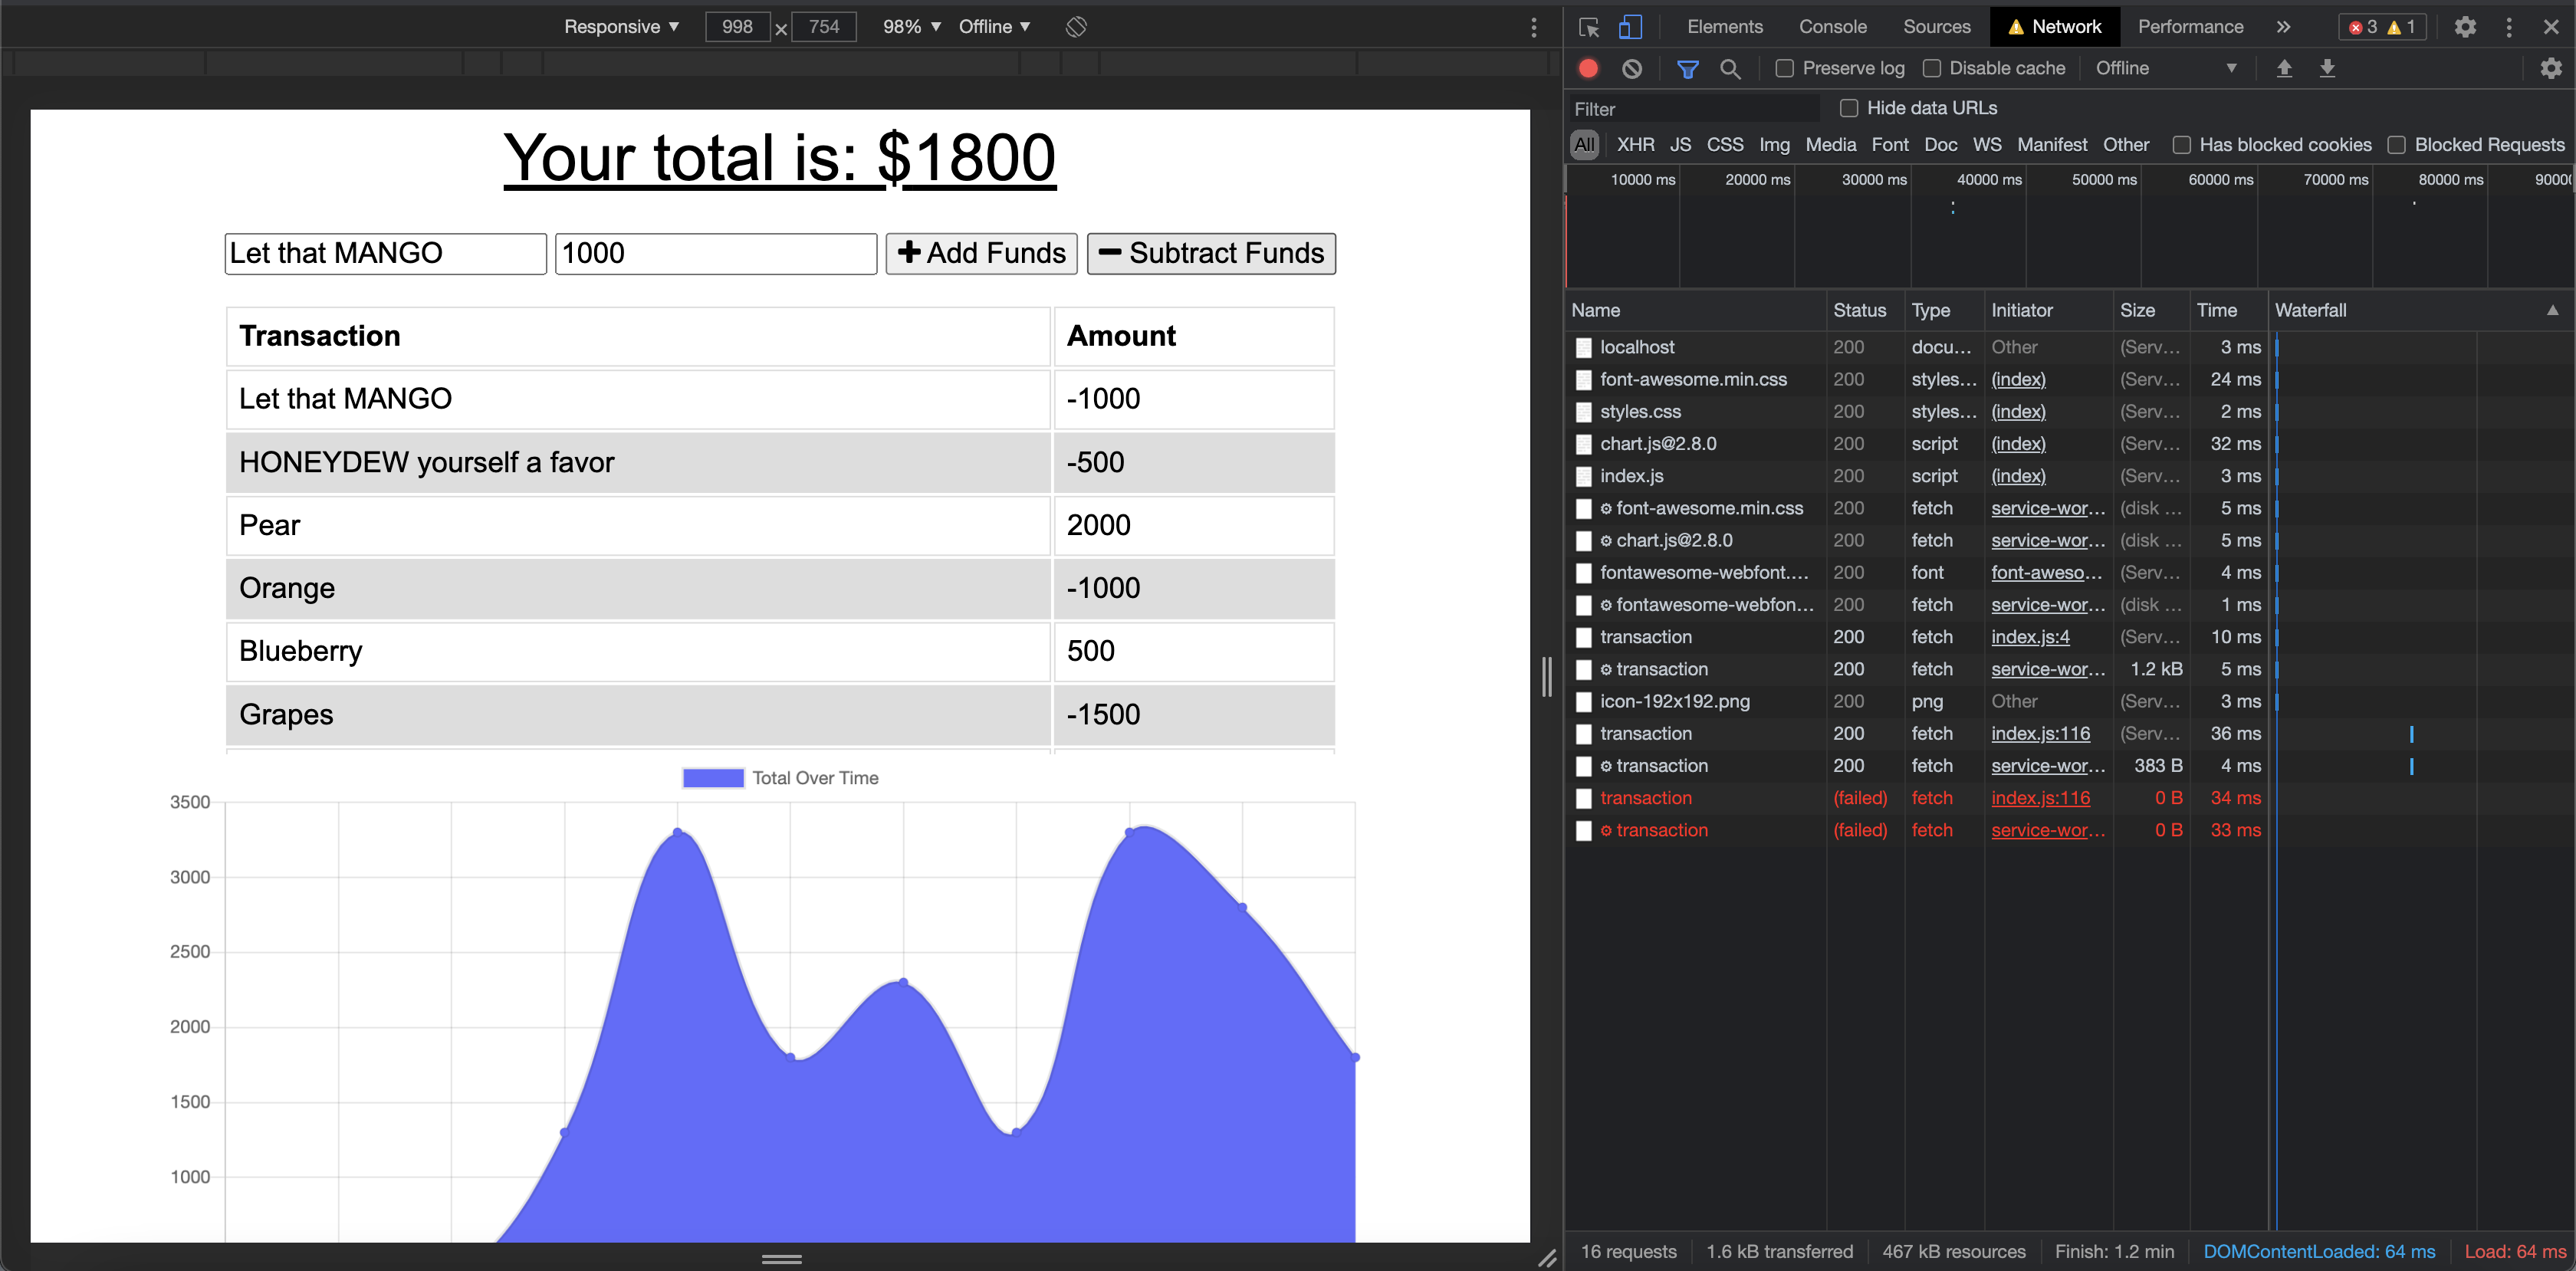 Responsive ▼ 998 × 754 98% ▼ Offline ▼
Your total is: $1800
Let that MANGO 1000 Add Funds Subtract Funds
Transaction Amount
Let that MANGO -1000
HONEYDEW yourself a favor -500
Pear 2000
Orange -1000
Blueberry 500
Grapes -1500
Total Over Time
3500
3000
2500
2000
1500
1000
Elements Console Sources Network Performance » 3 1
Preserve log Disable cache Offline ▼
Filter Hide data URLs
All XHR JS CSS Img Media Font Doc WS Manifest Other Has blocked cookies Blocked Requests
10000 ms 20000 ms 30000 ms 40000 ms 50000 ms 60000 ms 70000 ms 80000 ms
Name Status Type Initiator Size Time Waterfall
localhost 200 docu... Other (Serv... 3 ms
font-awesome.min.css 200 styles... (index) (Serv... 24 ms
styles.css 200 styles... (index) (Serv... 2 ms
chart.js@2.8.0 200 script (index) (Serv... 32 ms
index.js 200 script (index) (Serv... 3 ms
font-awesome.min.css 200 fetch service-wor... (disk ... 5 ms
chart.js@2.8.0 200 fetch service-wor... (disk ... 5 ms
fontawesome-webfont.... 200 font font-aweso... (Serv... 4 ms
fontawesome-webfon... 200 fetch service-wor... (disk ... 1 ms
transaction 200 fetch index.js:4 (Serv... 10 ms
transaction 200 fetch service-wor... 1.2 kB 5 ms
icon-192x192.png 200 png Other (Serv... 3 ms
transaction 200 fetch index.js:116 (Serv... 36 ms
transaction 200 fetch service-wor... 383 B 4 ms
transaction (failed) fetch index.js:116 0 B 34 ms
transaction (failed) fetch service-wor... 0 B 33 ms
16 requests 1.6 kB transferred 467 kB resources Finish: 1.2 min DOMContentLoaded: 64 ms Load: 64 ms